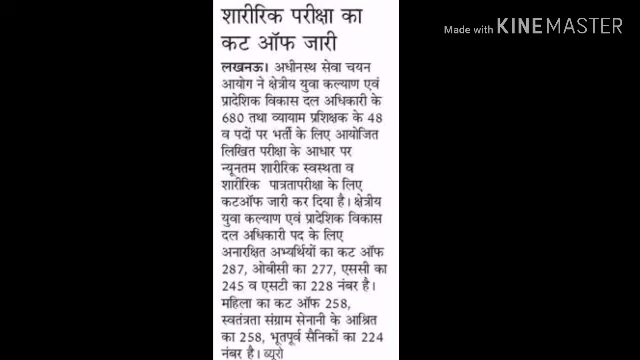 शारीरिक परीक्षा का
कट ऑफ जारी
लखनऊ। अधीनस्थ सेवा चयन
आयोग ने क्षेत्रीय युवा कल्याण एवं
प्रादेशिक विकास दल अधिकारी के
680 तथा व्यायाम प्रशिक्षक के 48
व पदों पर भर्ती के लिए आयोजित
लिखित परीक्षा के आधार पर
न्यूनतम शारीरिक स्वस्थता व
शारीरिक पात्रतापरीक्षा के लिए
कटऑफ जारी कर दिया है। क्षेत्रीय
युवा कल्याण एवं प्रादेशिक विकास
दल अधिकारी पद के लिए
अनारक्षित अभ्यर्थियों का कट ऑफ
287, ओबीसी का 277, एससी का
245 व एसटी का 228 नंबर है।
महिला का कट ऑफ 258,
स्वतंत्रता संग्राम सेनानी के आश्रित
का 258, भूतपूर्व सैनिकों का 224
नंबर है। ब्यूरो
Made with KINEMASTER